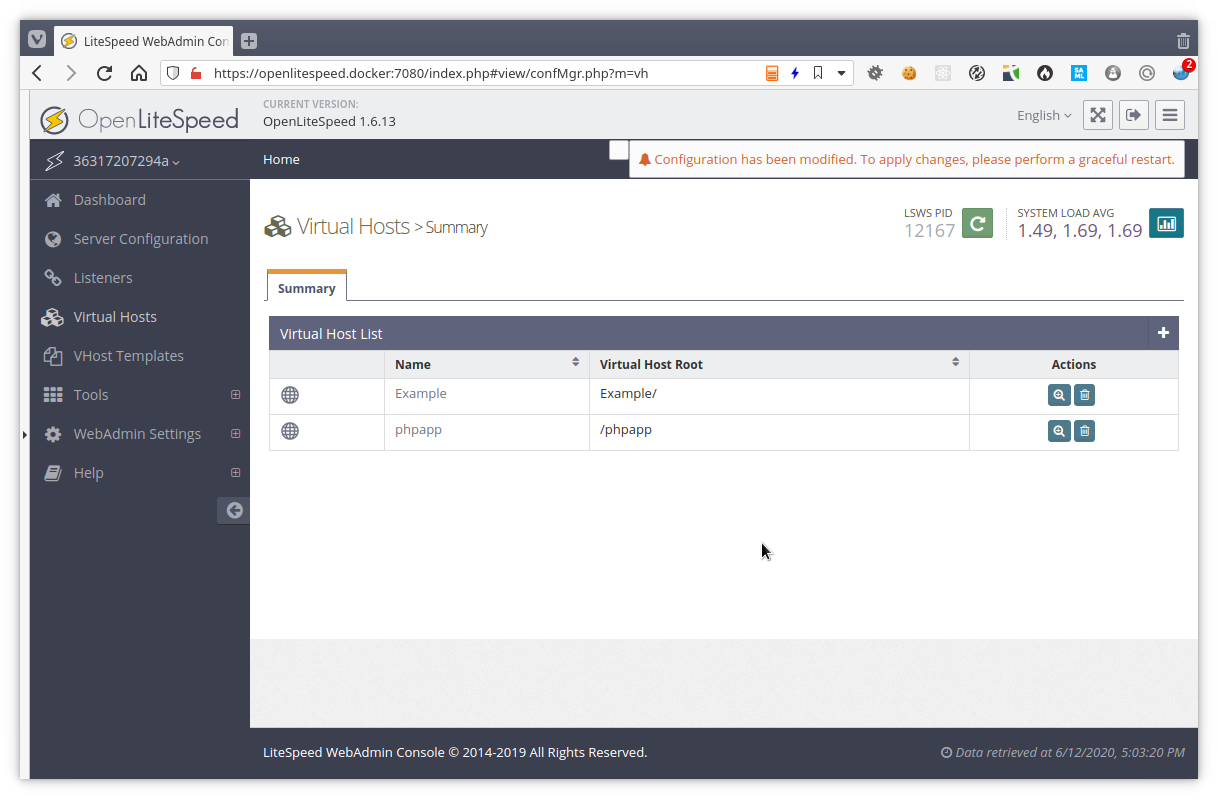 LiteSpeed WebAdmin Con
https://openlitespeed.docker:7080/index.php#view/confMgr.php?m=vh
SA
ML
2
OpenLiteSpeed
CURRENT VERSION:
OpenLiteSpeed 1.6.13
English
36317207294a
Home
Configuration has been modified. To apply changes, please perform a graceful restart.
Dashboard
Server Configuration
Listeners
Virtual Hosts
VHost Templates
Tools
WebAdmin Settings
Help
Virtual Hosts > Summary
LSWS PID
12167
SYSTEM LOAD AVG
1.49, 1.69, 1.69
Summary
Virtual Host List
Name
Virtual Host Root
Actions
Example
Example/
phpapp
/phpapp
LiteSpeed WebAdmin Console © 2014-2019 All Rights Reserved.
Data retrieved at 6/12/2020, 5:03:20 PM